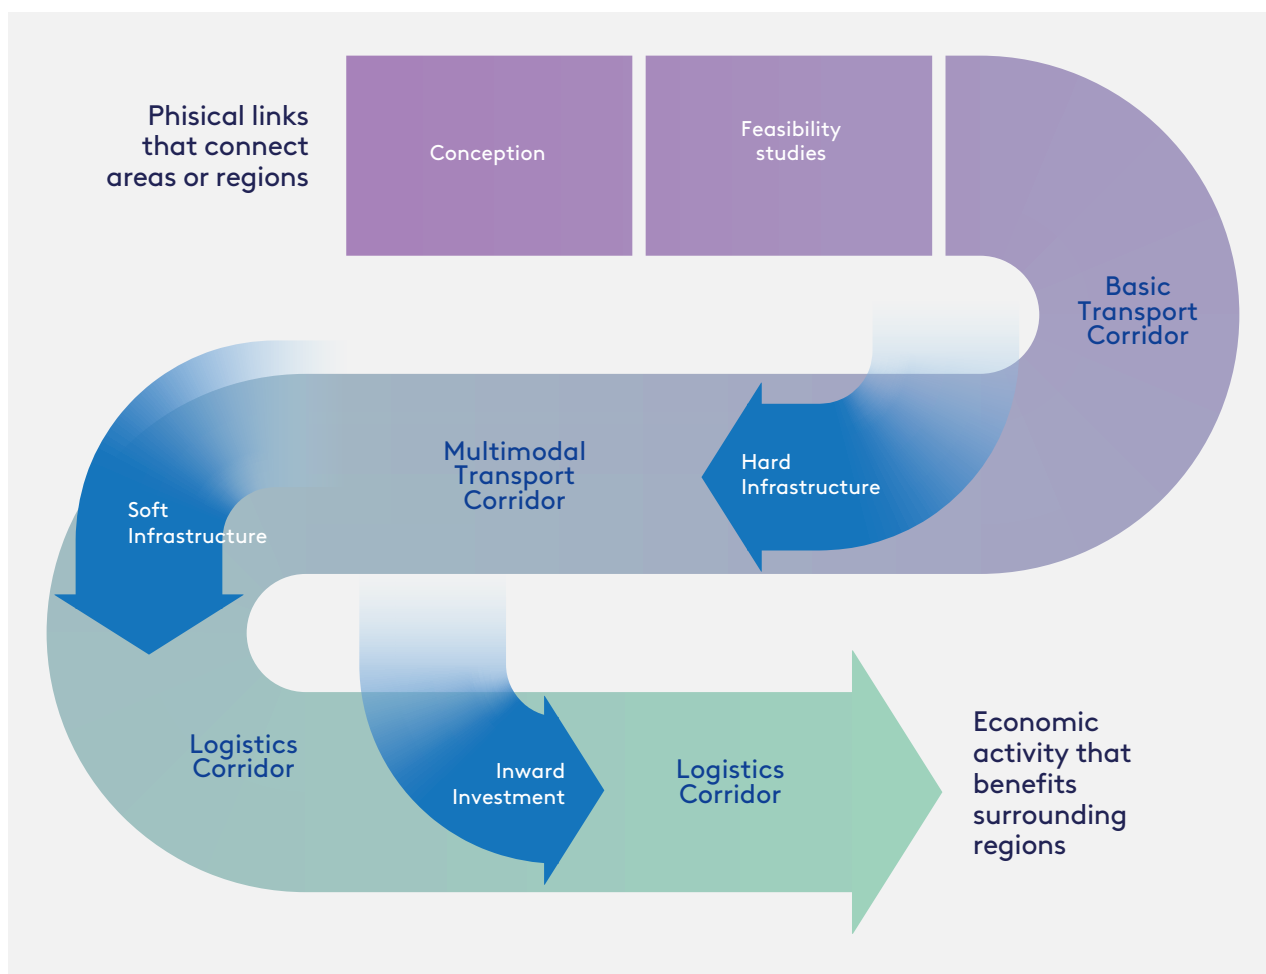 Phisical links
that connect
areas or regions
Conception
Feasibility
studies
Basic
Transport
Corridor
Multimodal
Transport
Corridor
Hard
Infrastructure
Soft
Infrastructure
Logistics
Corridor
Inward
Investment
Logistics
Corridor
Economic
activity that
benefits
surrounding
regions